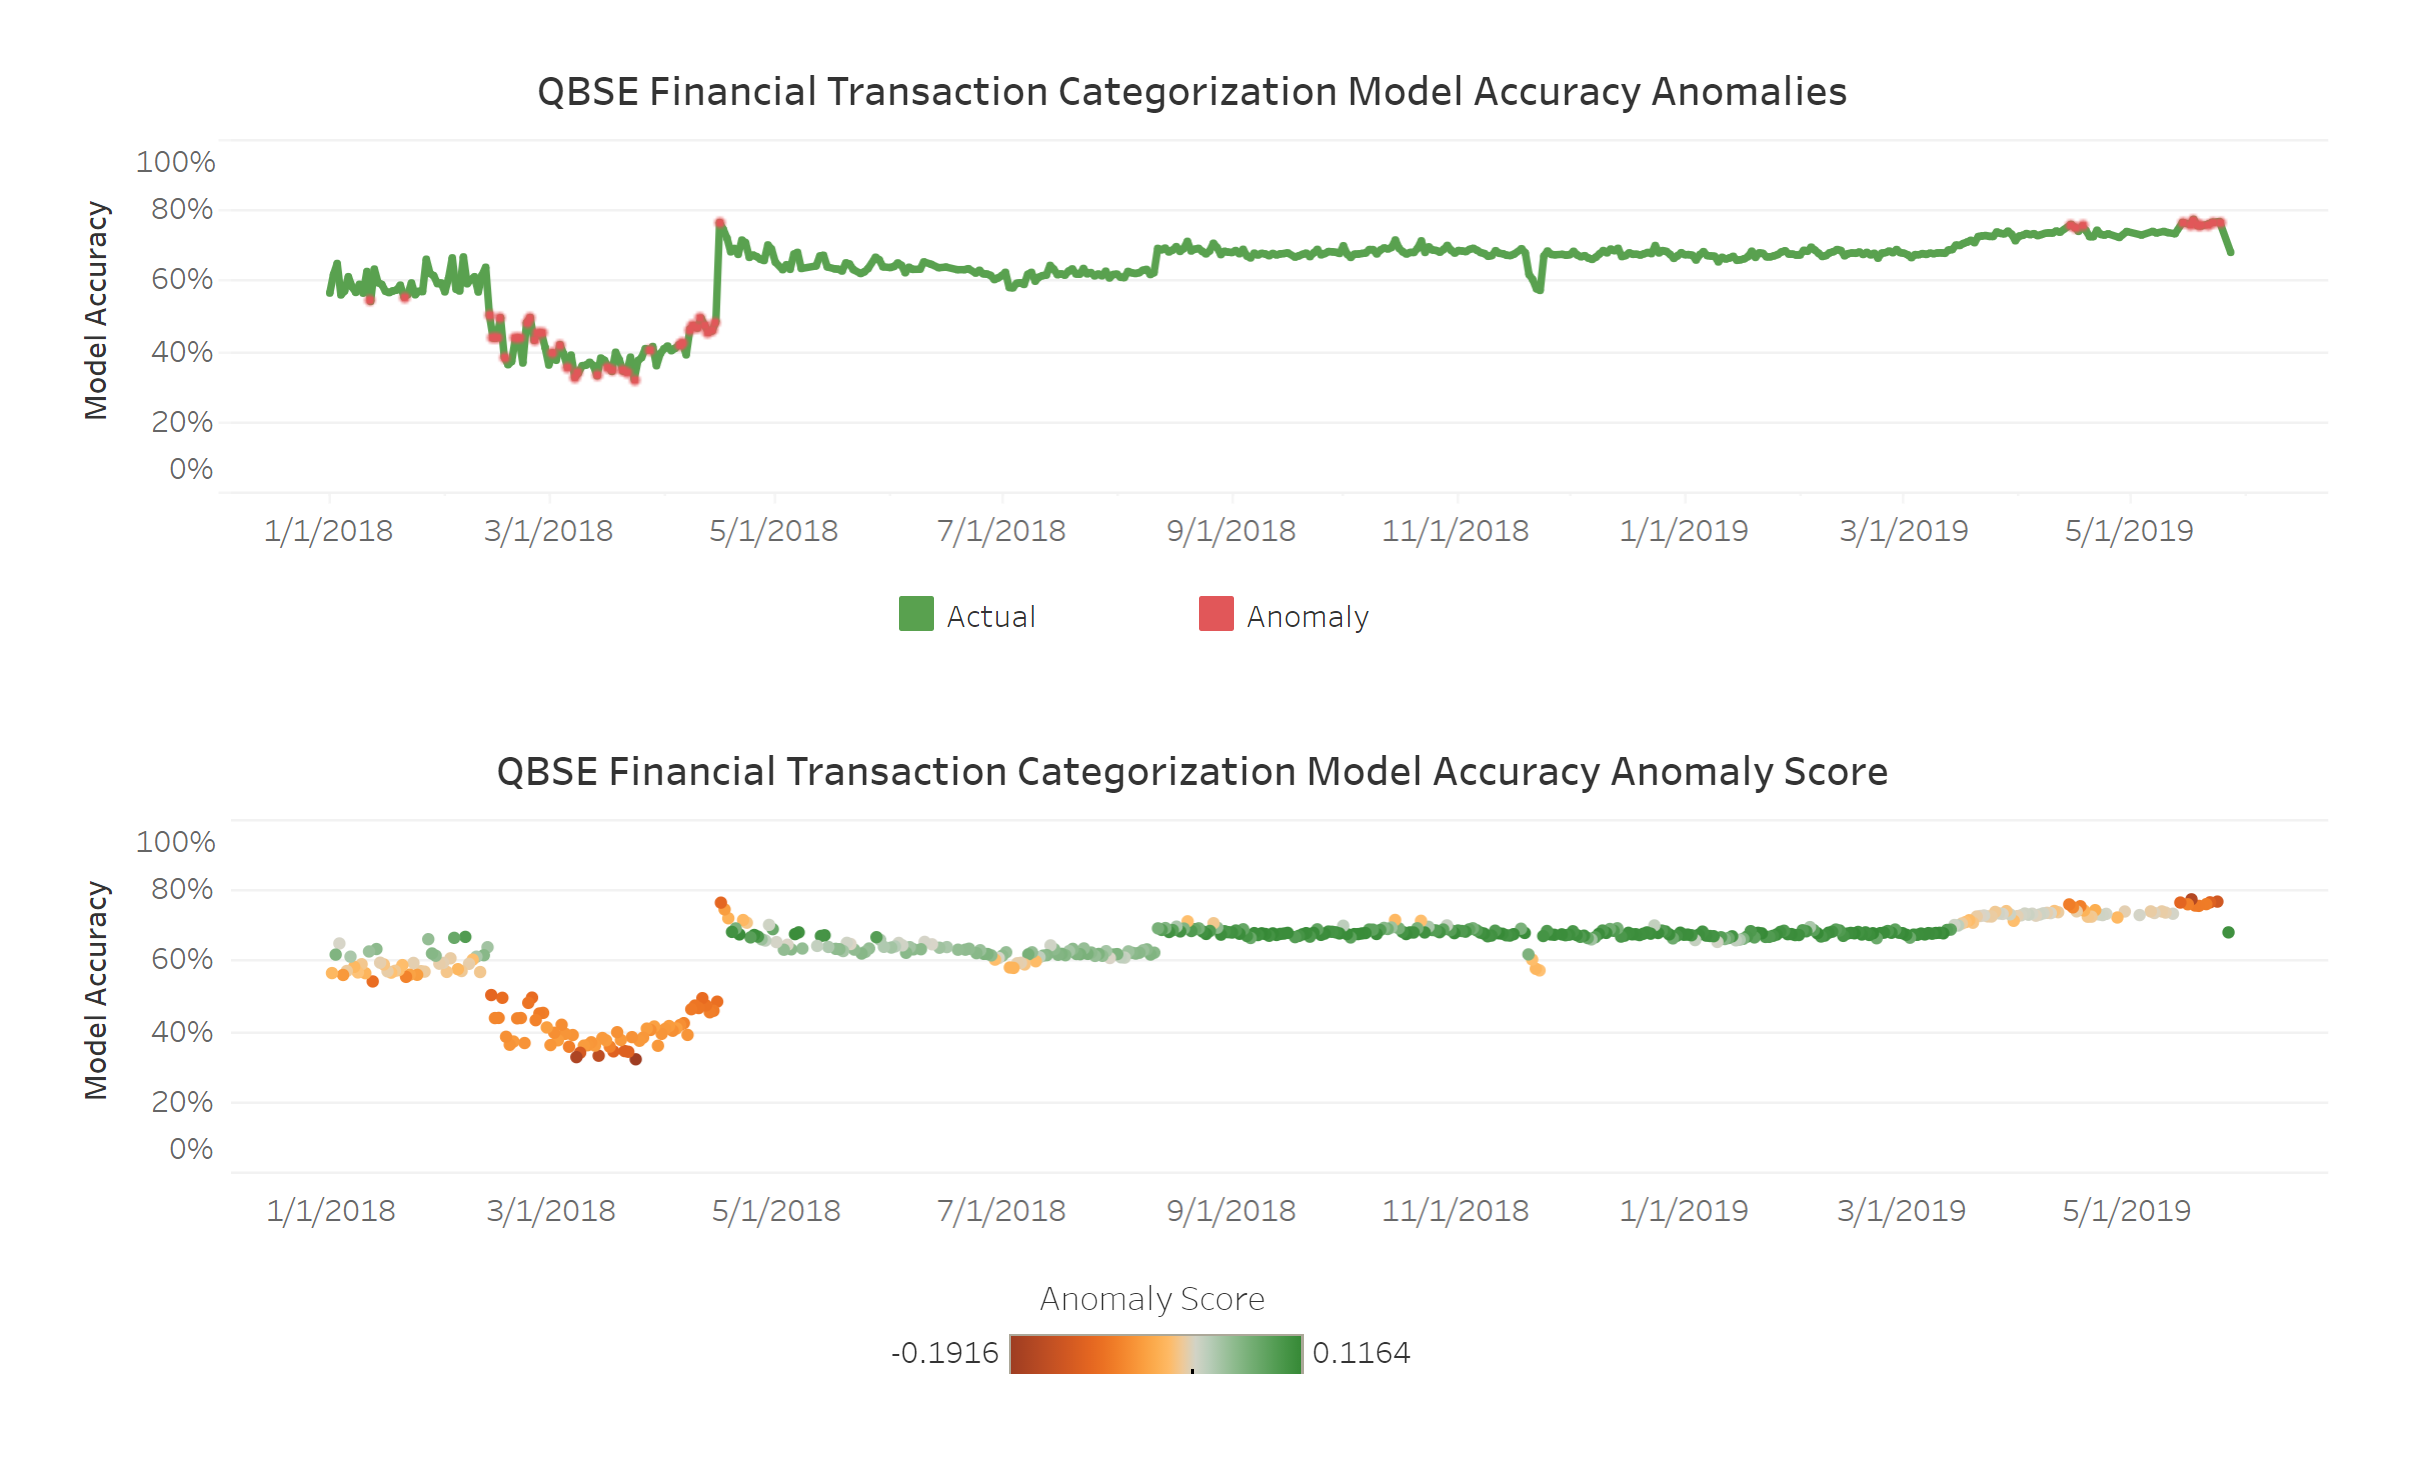 QBSE Financial Transaction Categorization Model Accuracy Anomalies
Model Accuracy
100%
80%
60%
40%
20%
0%
1/1/2018 3/1/2018 5/1/2018 7/1/2018 9/1/2018 11/1/2018 1/1/2019 3/1/2019 5/1/2019
Actual Anomaly
QBSE Financial Transaction Categorization Model Accuracy Anomaly Score
Model Accuracy
100%
80%
60%
40%
20%
0%
1/1/2018 3/1/2018 5/1/2018 7/1/2018 9/1/2018 11/1/2018 1/1/2019 3/1/2019 5/1/2019
Anomaly Score
-0.1916 0.1164